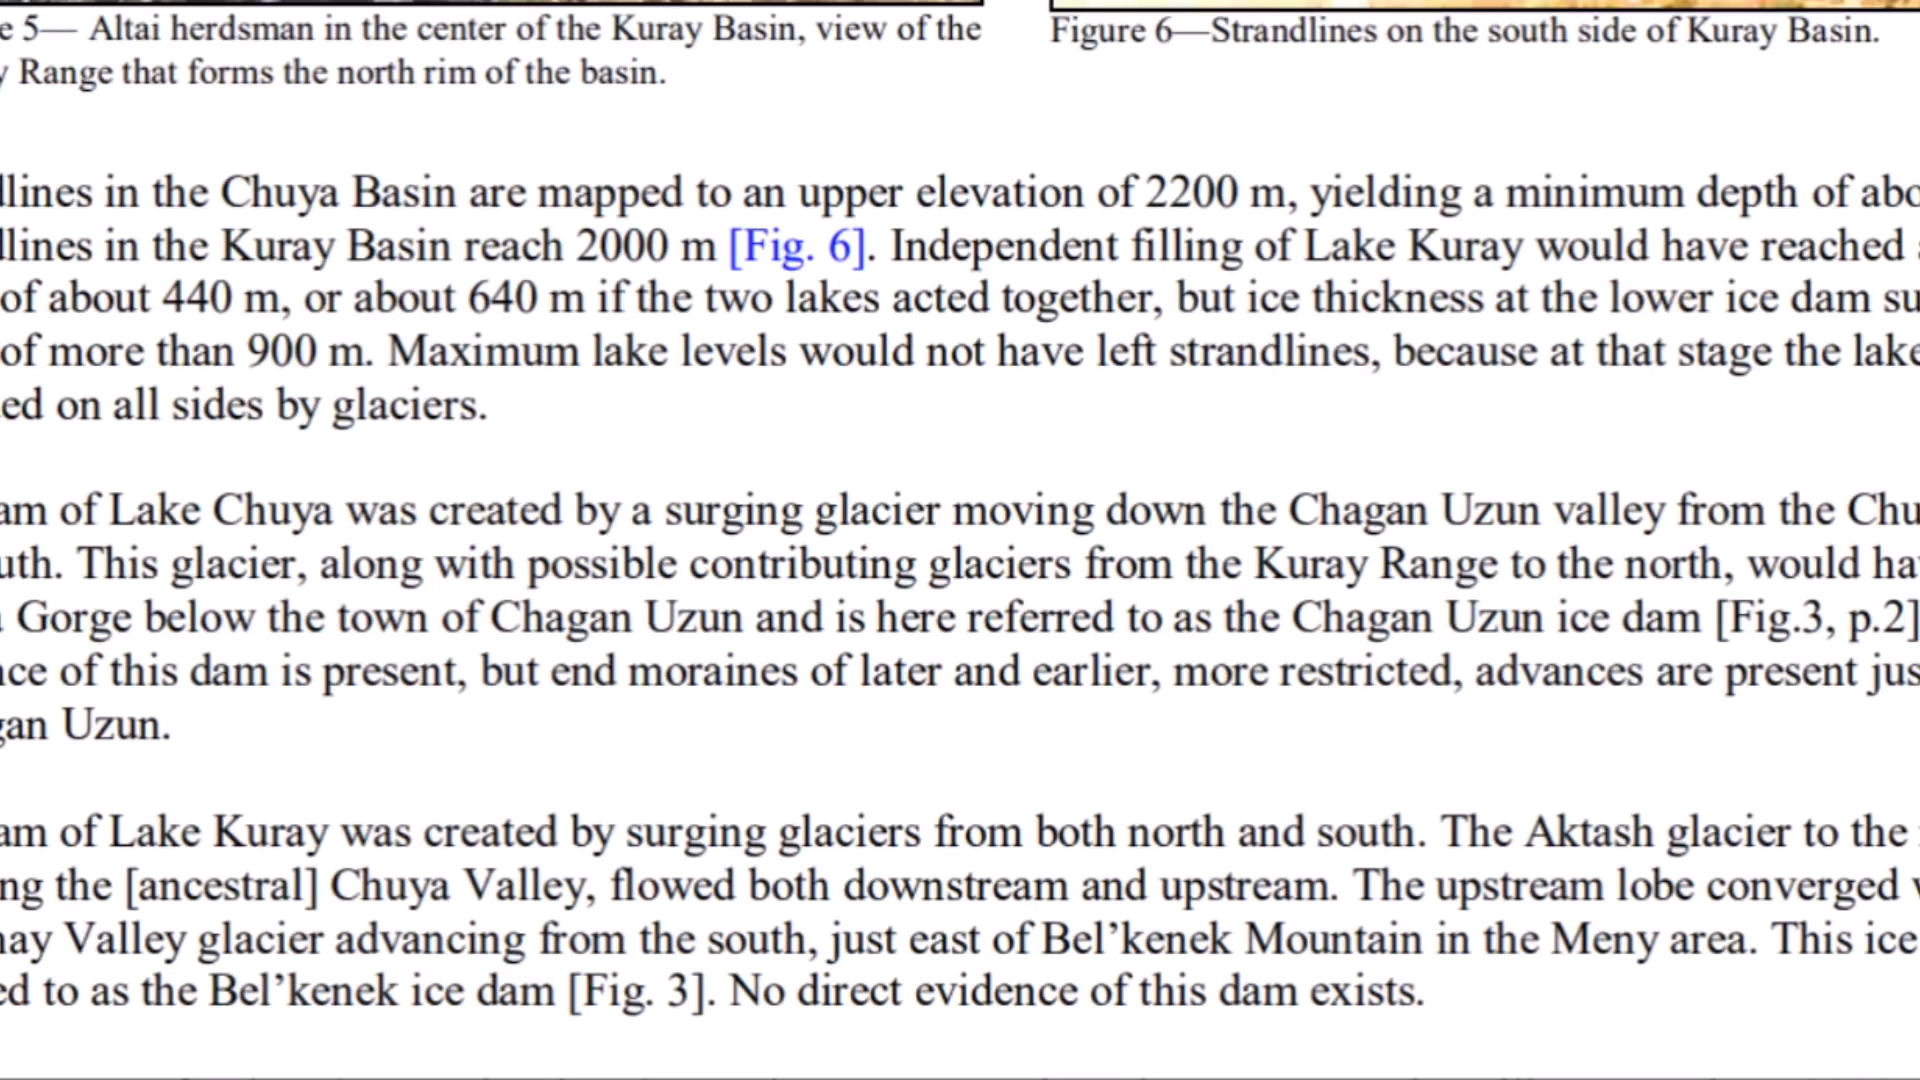 e 5— Altai herdsman in the center of the Kuray Basin, view of the
Range that forms the north rim of the basin.
Figure 6—Strandlines on the south side of Kuray Basin.
lines in the Chuya Basin are mapped to an upper elevation of 2200 m, yielding a minimum depth of abo
lines in the Kuray Basin reach 2000 m [Fig. 6]. Independent filling of Lake Kuray would have reached
of about 440 m, or about 640 m if the two lakes acted together, but ice thickness at the lower ice dam su
of more than 900 m. Maximum lake levels would not have left strandlines, because at that stage the lake
ed on all sides by glaciers.
am of Lake Chuya was created by a surging glacier moving down the Chagan Uzun valley from the Chu
uth. This glacier, along with possible contributing glaciers from the Kuray Range to the north, would ha
Gorge below the town of Chagan Uzun and is here referred to as the Chagan Uzun ice dam [Fig.3, p.2]
nce of this dam is present, but end moraines of later and earlier, more restricted, advances are present jus
gan Uzun.
am of Lake Kuray was created by surging glaciers from both north and south. The Aktash glacier to the
ng the [ancestral] Chuya Valley, flowed both downstream and upstream. The upstream lobe converged
ay Valley glacier advancing from the south, just east of Bel’kenek Mountain in the Meny area. This ice
ed to as the Bel’kenek ice dam [Fig. 3]. No direct evidence of this dam exists.